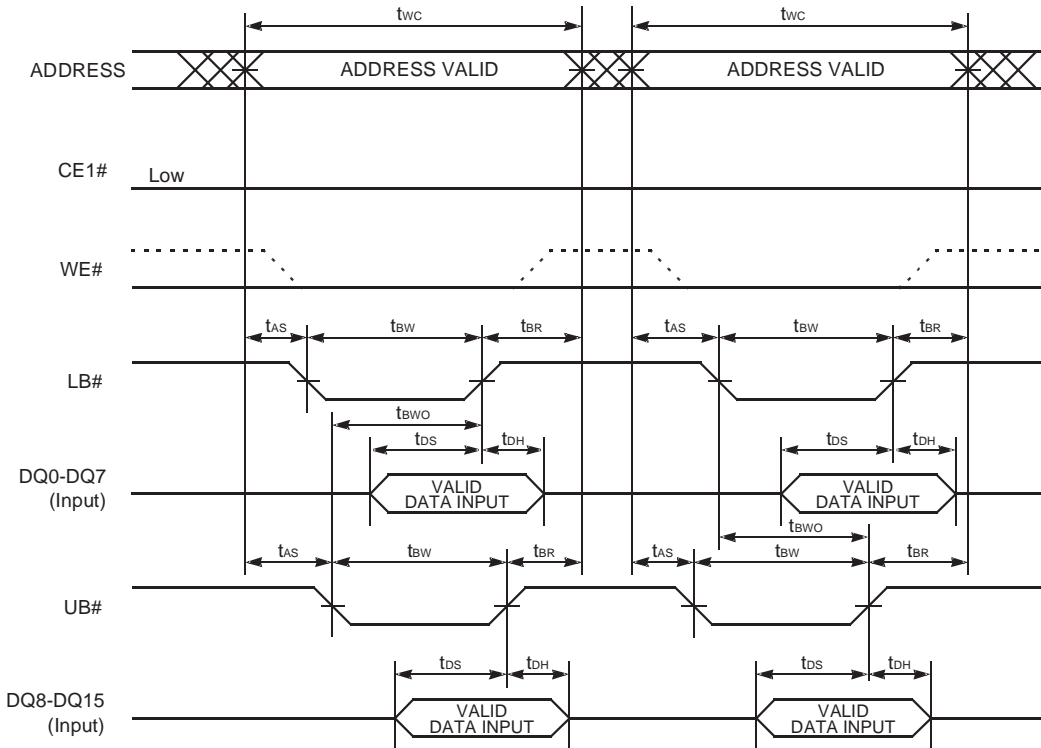 tWC tWC
ADDRESS ADDRESS VALID ADDRESS VALID
CE1# Low
WE#
tAS tBW tBR tAS tBW tBR
LB#
tBWO
tDS tDH tDS tDH
DQ0-DQ7
(Input)
VALID
DATA INPUT
VALID
DATA INPUT
tBWO
tAS tBW tBR tAS tBW tBR
UB#
tDS tDH tDS tDH
DQ8-DQ15
(Input)
VALID
DATA INPUT
VALID
DATA INPUT